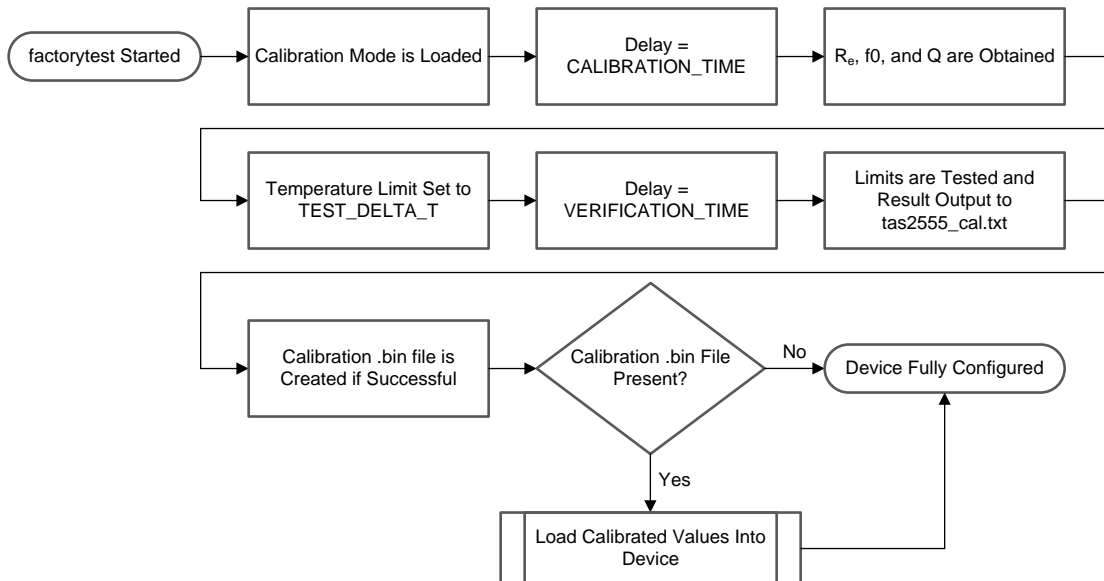 factorytest Started
Calibration Mode is Loaded
Delay =
CALIBRATION_TIME
Rₑ, f0, and Q are Obtained
Temperature Limit Set to
TEST_DELTA_T
Delay =
VERIFICATION_TIME
Limits are Tested and
Result Output to
tas2555_cal.txt
Calibration .bin file is
Created if Successful
Calibration .bin File
Present?
No
Device Fully Configured
Yes
Load Calibrated Values Into
Device